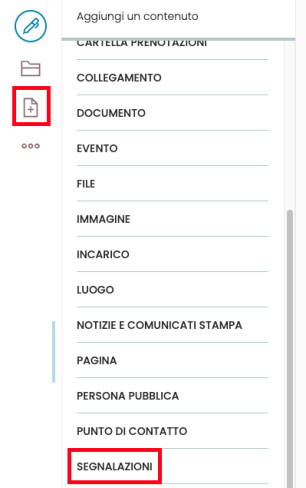 Aggiungi un contenuto
CARTELLA PRENOTAZIONI
COLLEGAMENTO
DOCUMENTO
EVENTO
FILE
IMMAGINE
INCARICO
LUOGO
NOTIZIE E COMUNICATI STAMPA
PAGINA
PERSONA PUBBLICA
PUNTO DI CONTATTO
SEGNALAZIONI